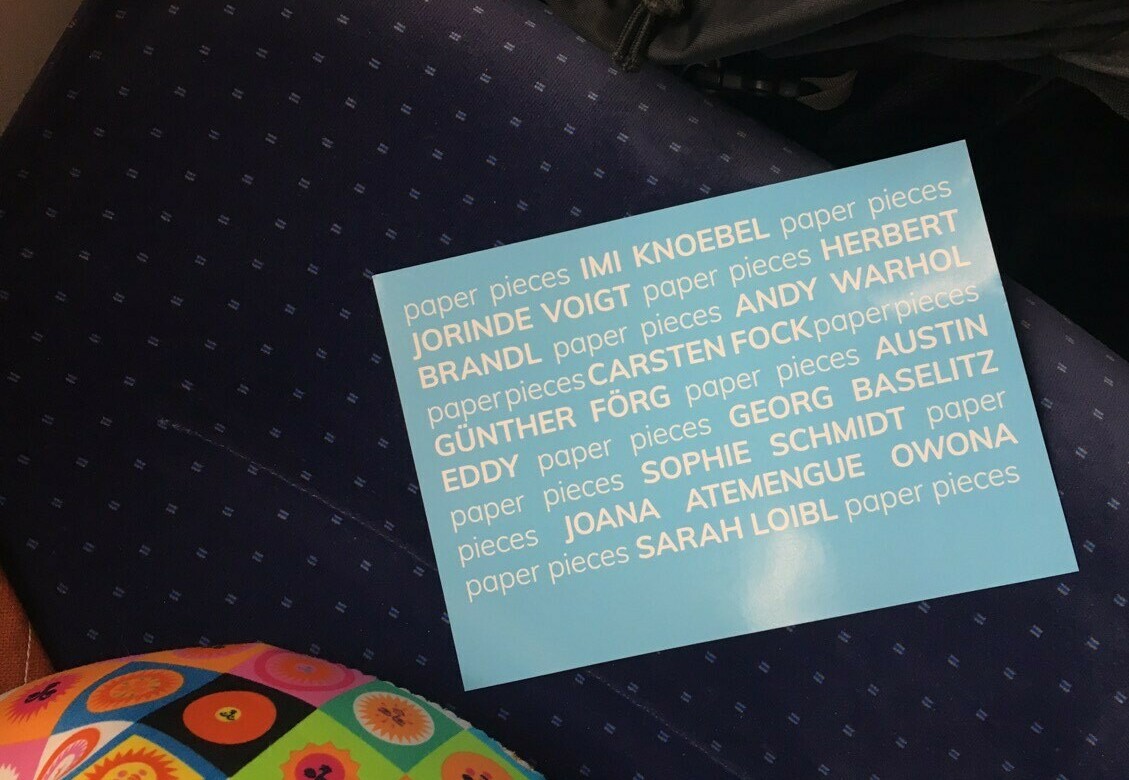 paper pieces IMI KNOEBEL paper pieces
JORINDE VOIGT paper pieces HERBERT
BRANDL paper pieces ANDY WARHOL
paper pieces CARSTEN FOCK paper pieces
GÜNTHER FÖRG paper pieces AUSTIN
EDDY paper pieces GEORG BASELITZ
paper pieces SOPHIE SCHMIDT paper
pieces JOANA ATEMENGUE OWONA
paper pieces SARAH LOIBL paper pieces